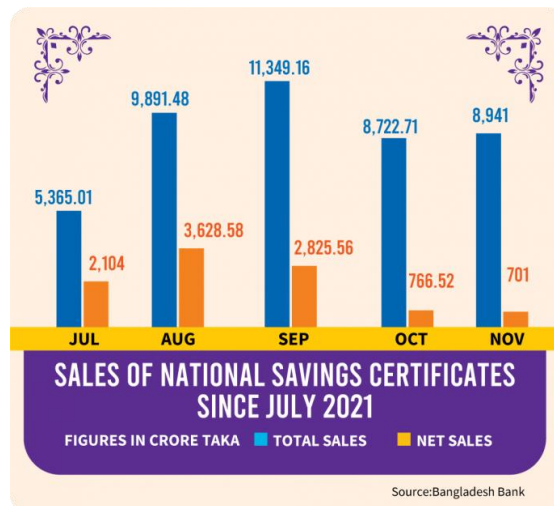 11,349.16
9,891.48
8,722.71
8,941
5,365.01
3,628.58
2,825.56
2,104
766.52
701
JUL AUG SEP OCT NOV
SALES OF NATIONAL SAVINGS CERTIFICATES
SINCE JULY 2021
FIGURES IN CRORE TAKA TOTAL SALES NET SALES
Source:Bangladesh Bank